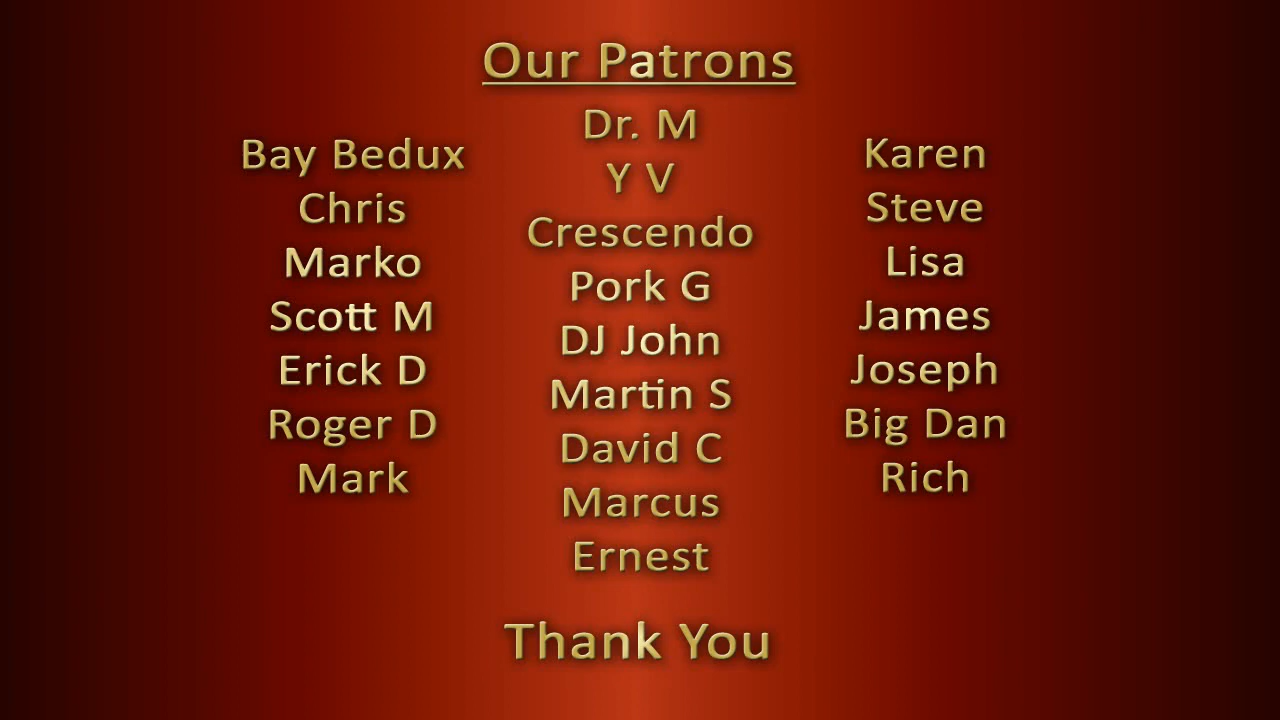 Our Patrons
Bay Bedux
Chris
Marko
Scott M
Erick D
Roger D
Mark
Dr. M
Y V
Crescendo
Pork G
DJ John
Martin S
David C
Marcus
Ernest
Karen
Steve
Lisa
James
Joseph
Big Dan
Rich
Thank You